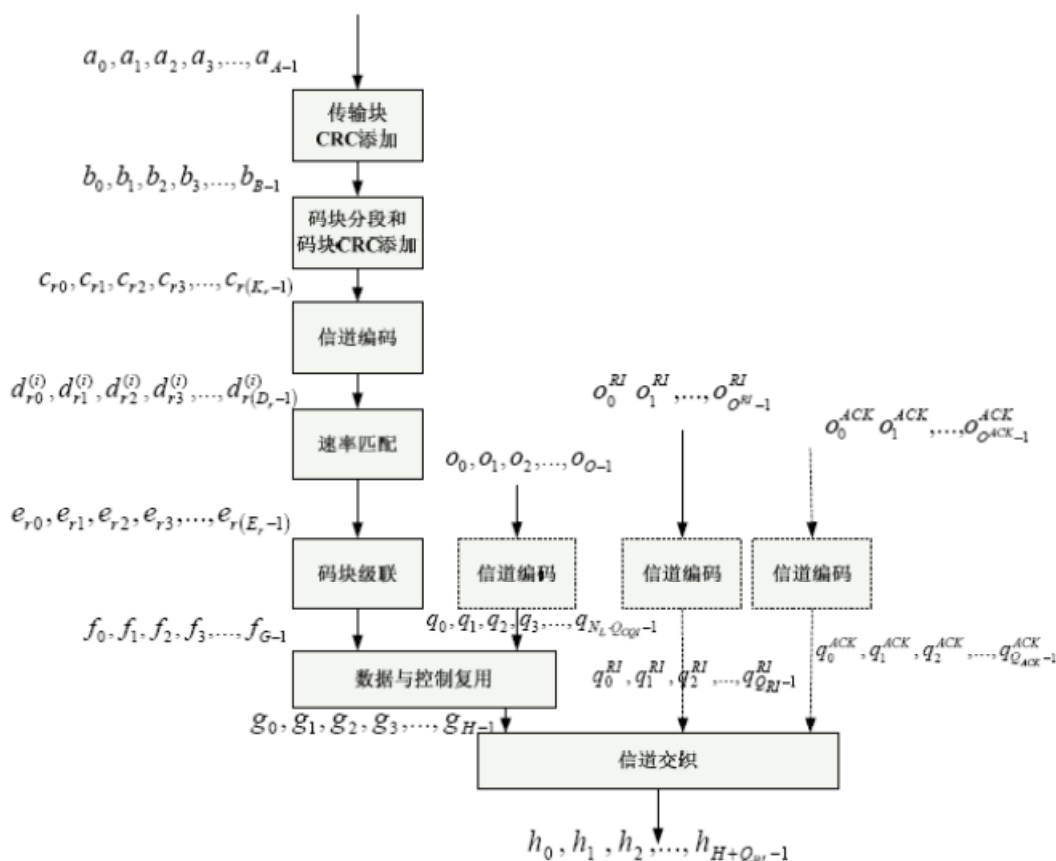 a_0, a_1, a_2, a_3, ..., a_{A-1}
传输块
CRC添加
b_0, b_1, b_2, b_3, ..., b_{B-1}
码块分段和
码块CRC添加
c_{r0}, c_{r1}, c_{r2}, c_{r3}, ..., c_{r(K_r-1)}
信道编码
d_{r0}^{(i)}, d_{r1}^{(i)}, d_{r2}^{(i)}, d_{r3}^{(i)}, ..., d_{r(D_r-1)}^{(i)}
速率匹配
o_0, o_1, o_2, ..., o_{O-1}
o_0^{RI} o_1^{RI}, ..., o_{O^{RI}-1}^{RI}
o_0^{ACK} o_1^{ACK}, ..., o_{O^{ACK}-1}^{ACK}
e_{r0}, e_{r1}, e_{r2}, e_{r3}, ..., e_{r(E_r-1)}
码块级联
信道编码
信道编码
信道编码
f_0, f_1, f_2, f_3, ..., f_{G-1}
q_0, q_1, q_2, q_3, ..., q_{N_L·Q_{CQI}-1}
q_0^{RI}, q_1^{RI}, q_2^{RI}, ..., q_{Q_{RI}-1}^{RI}
q_0^{ACK}, q_1^{ACK}, q_2^{ACK}, ..., q_{Q_{ACK}-1}^{ACK}
数据与控制复用
g_0, g_1, g_2, g_3, ..., g_{H-1}
信道交织
h_0, h_1, h_2, ..., h_{H+Q_{RI}-1}